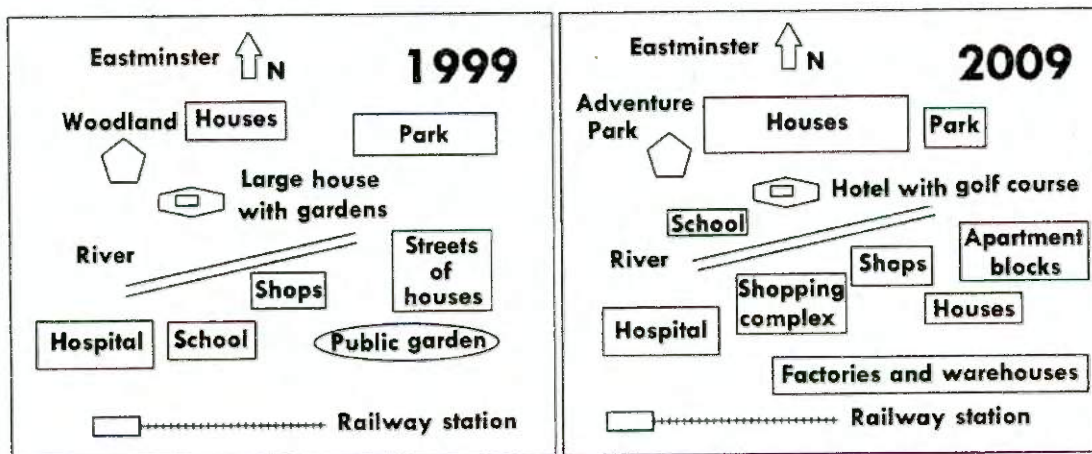 Eastminster
N
1999
Woodland
Houses
Park
Large house
with gardens
River
Streets
of
houses
Shops
Hospital
School
Public garden
Railway station
Eastminster
N
2009
Adventure
Park
Houses
Park
Hotel with golf course
School
River
Apartment
blocks
Shops
Shopping
complex
Houses
Hospital
Factories and warehouses
Railway station